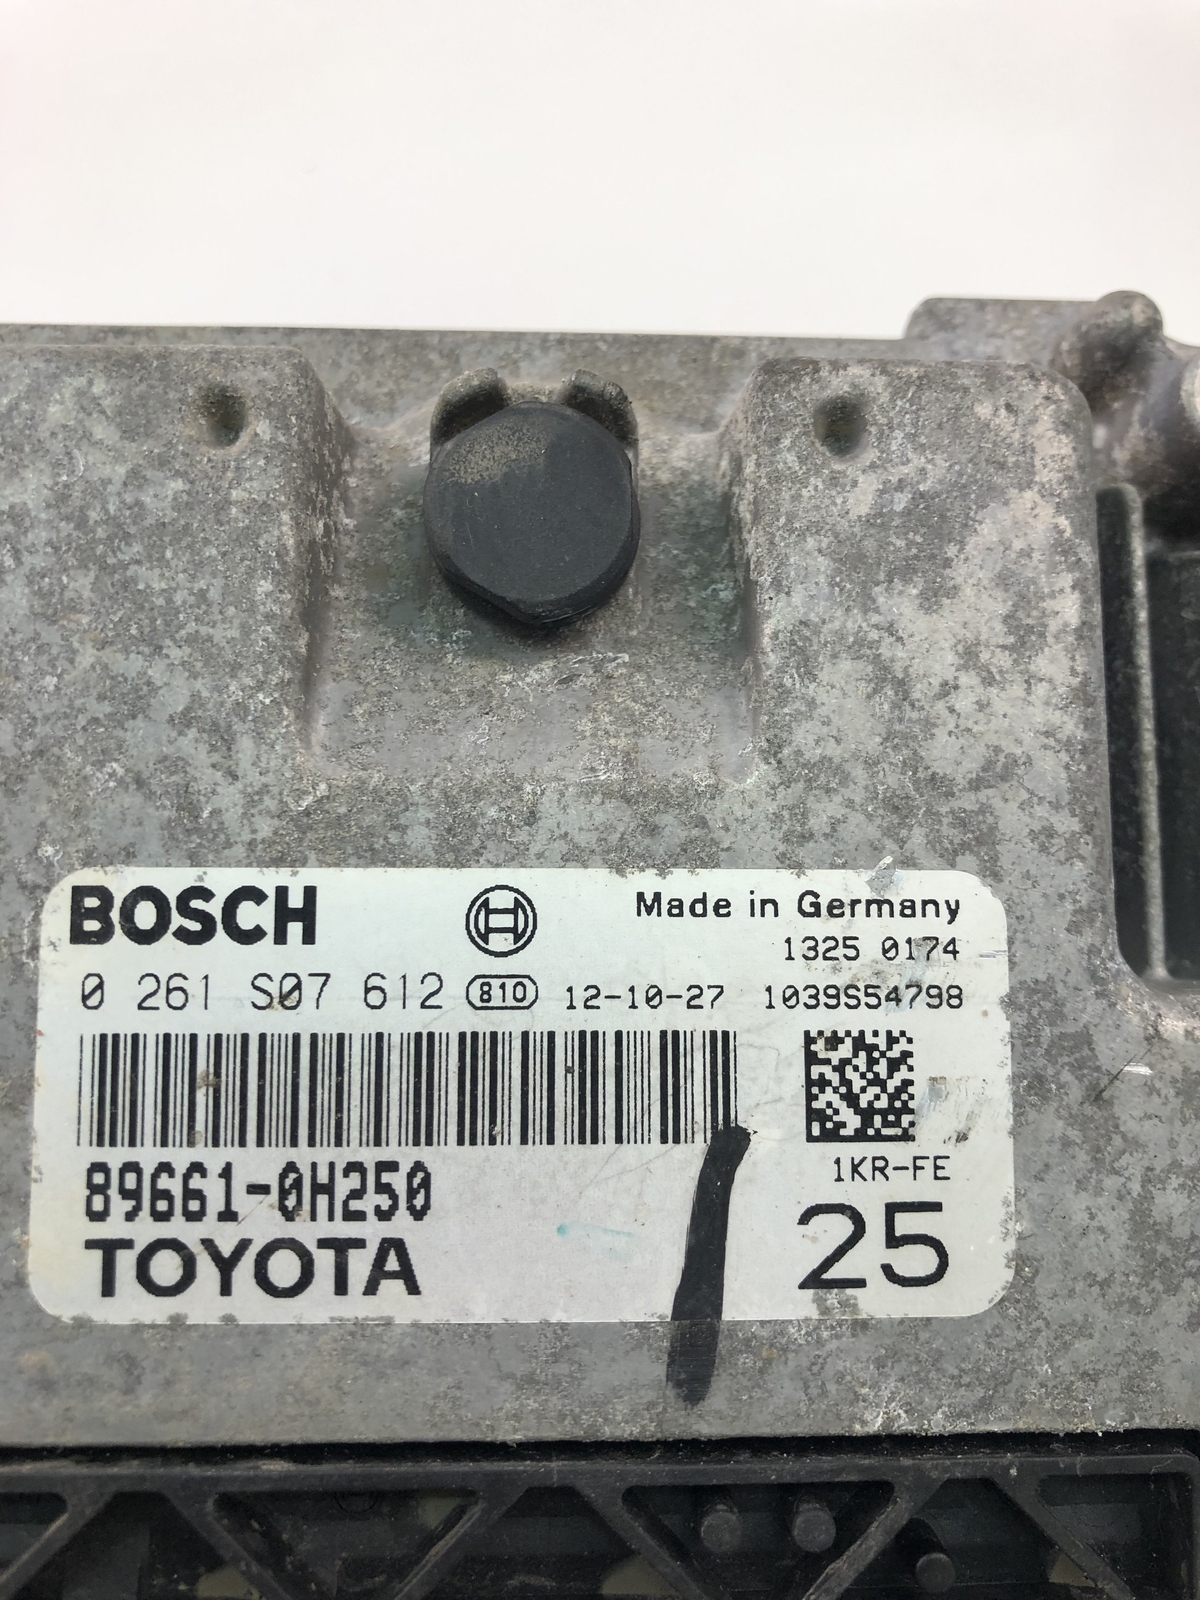 BOSCH
Made in Germany
1325 0174
0 261 S07 612 810 12-10-27 1039S54798
89661-0H250
1KR-FE
TOYOTA
25